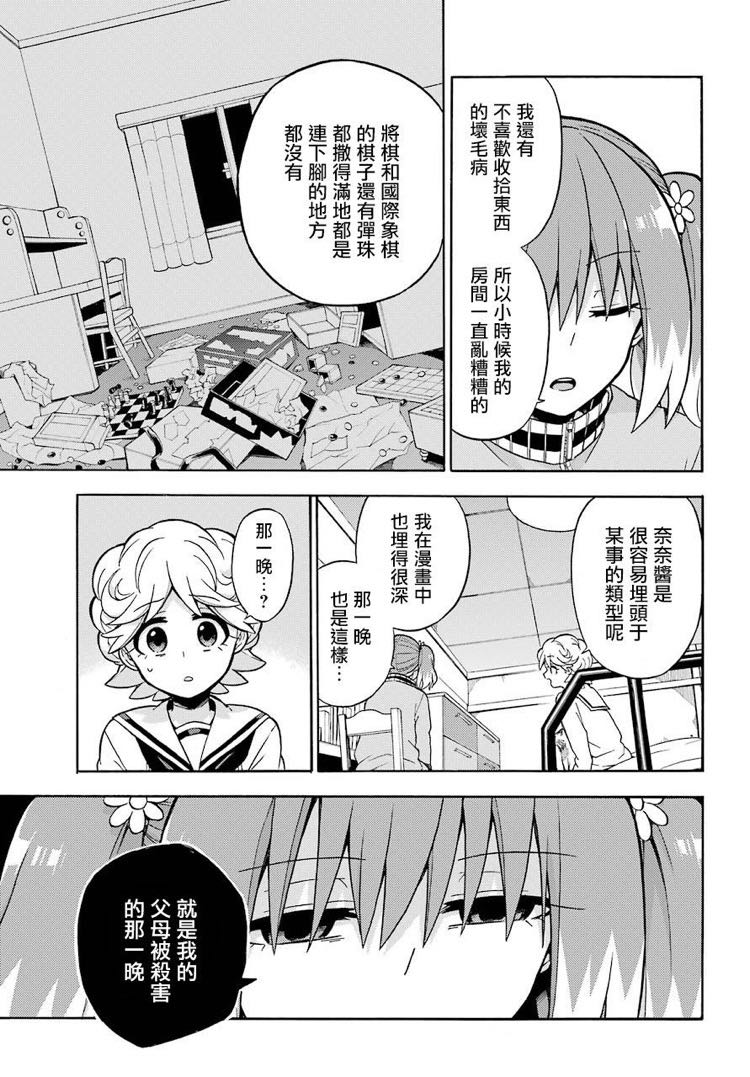 我還有
不喜歡收拾東西
的壞毛病
所以小時候我的
房間一直亂糟糟的
將棋和國際象棋
的棋子還有彈珠
都撒得滿地都是
連下腳的地方
都沒有
奈奈醬是
很容易埋頭于
某事的類型呢
我在漫畫中
也埋得很深
那一晚
也是這樣…
那一晚…?
就是我的
父母被殺害
的那一晚